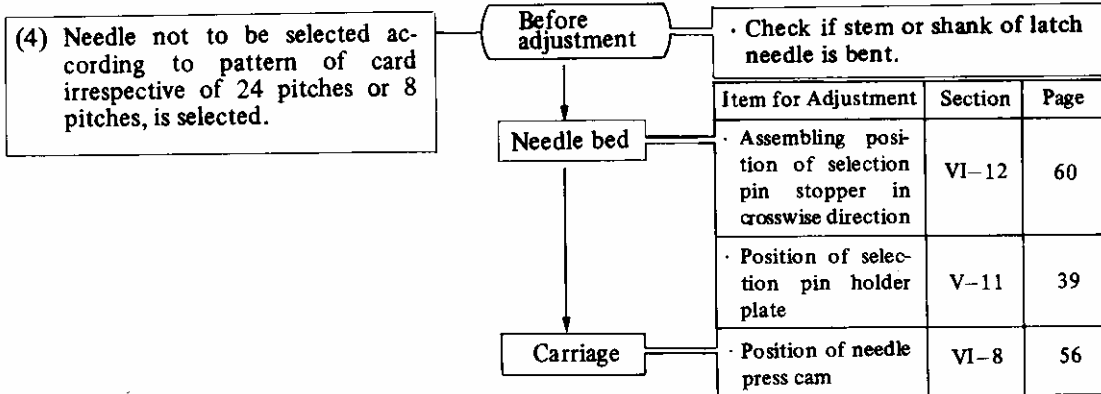 (4) Needle not to be selected ac-
cording to pattern of card
irrespective of 24 pitches or 8
pitches, is selected.
Before
adjustment
· Check if stem or shank of latch
needle is bent.
Item for Adjustment Section Page
Needle bed
· Assembling posi-
tion of selection
pin stopper in
crosswise direction
VI–12
60
· Position of selec-
tion pin holder
plate
V–11
39
Carriage
· Position of needle
press cam
VI–8
56